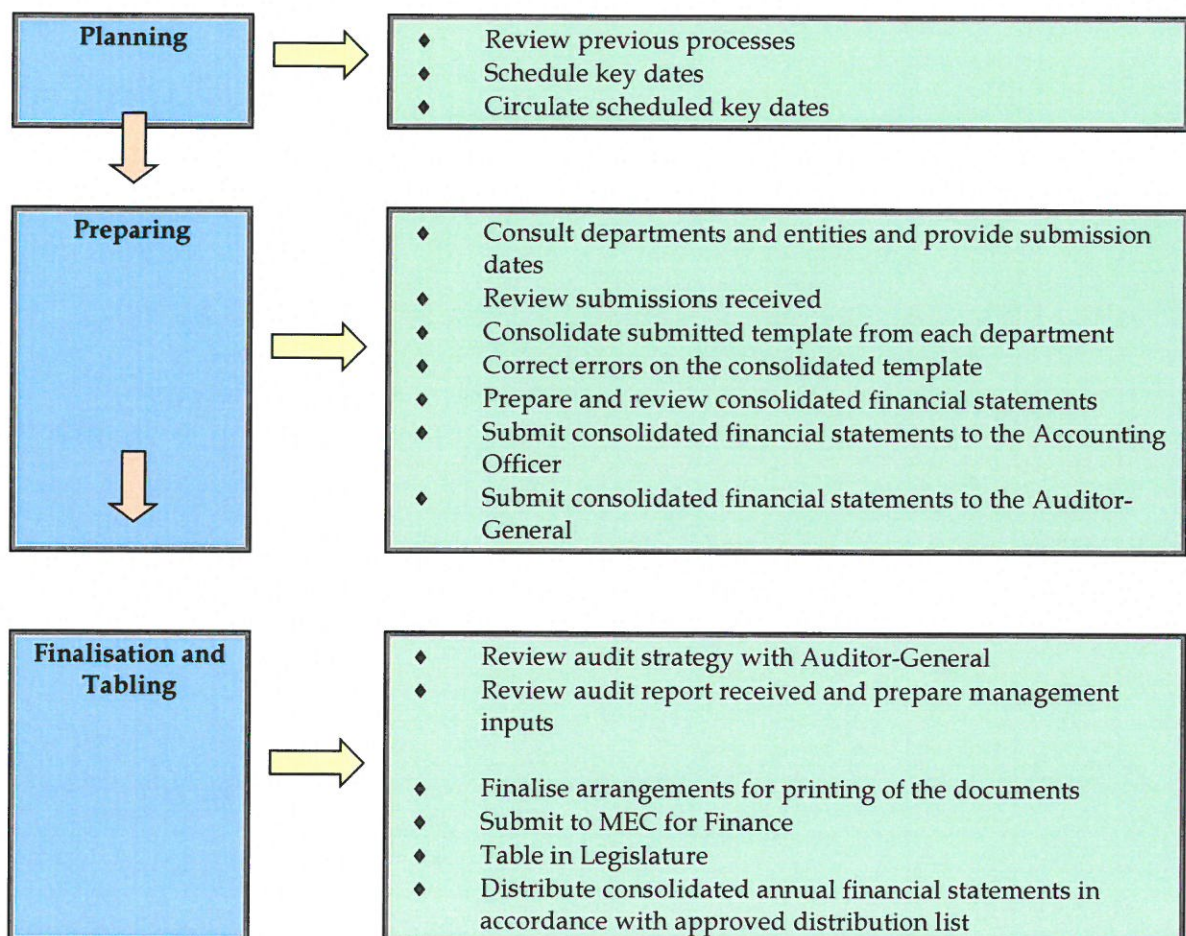 Planning
♦ Review previous processes
♦ Schedule key dates
♦ Circulate scheduled key dates
Preparing
♦ Consult departments and entities and provide submission
dates
♦ Review submissions received
♦ Consolidate submitted template from each department
♦ Correct errors on the consolidated template
♦ Prepare and review consolidated financial statements
♦ Submit consolidated financial statements to the Accounting
Officer
♦ Submit consolidated financial statements to the Auditor-
General
Finalisation and
Tabling
♦ Review audit strategy with Auditor-General
♦ Review audit report received and prepare management
inputs
♦ Finalise arrangements for printing of the documents
♦ Submit to MEC for Finance
♦ Table in Legislature
♦ Distribute consolidated annual financial statements in
accordance with approved distribution list